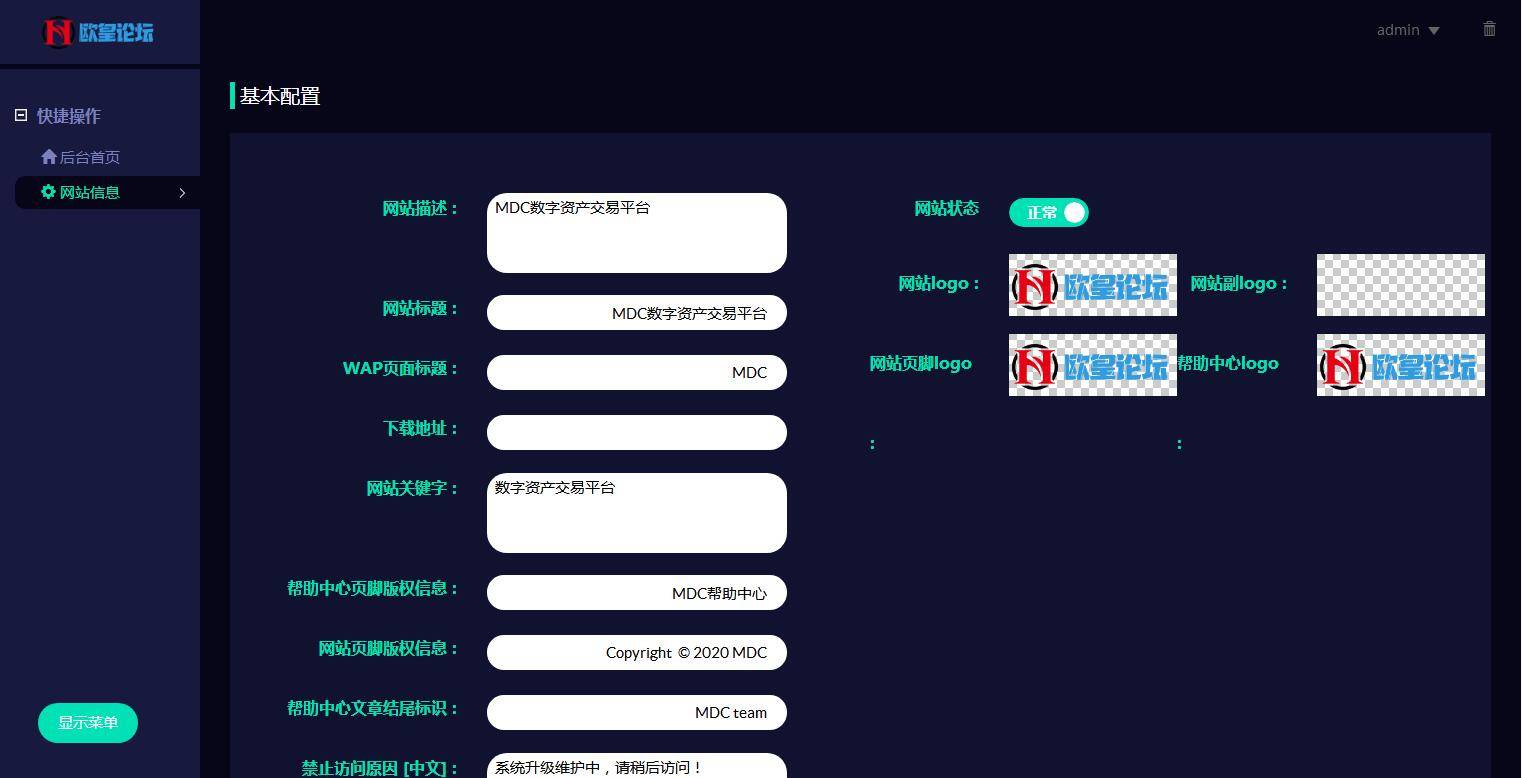 欧皇论坛
admin
快捷操作
后台首页
网站信息
显示菜单
基本配置
网站描述：
MDC数字资产交易平台
网站标题：
MDC数字资产交易平台
WAP页面标题：
MDC
下载地址：
网站关键字：
数字资产交易平台
帮助中心页脚版权信息：
MDC帮助中心
网站页脚版权信息：
Copyright © 2020 MDC
帮助中心文章结尾标识：
MDC team
禁止访问原因 [中文]：
系统升级维护中，请稍后访问！
网站状态
正常
网站logo：
欧皇论坛
网站副logo：
网站页脚logo
：
欧皇论坛
帮助中心logo
：
欧皇论坛